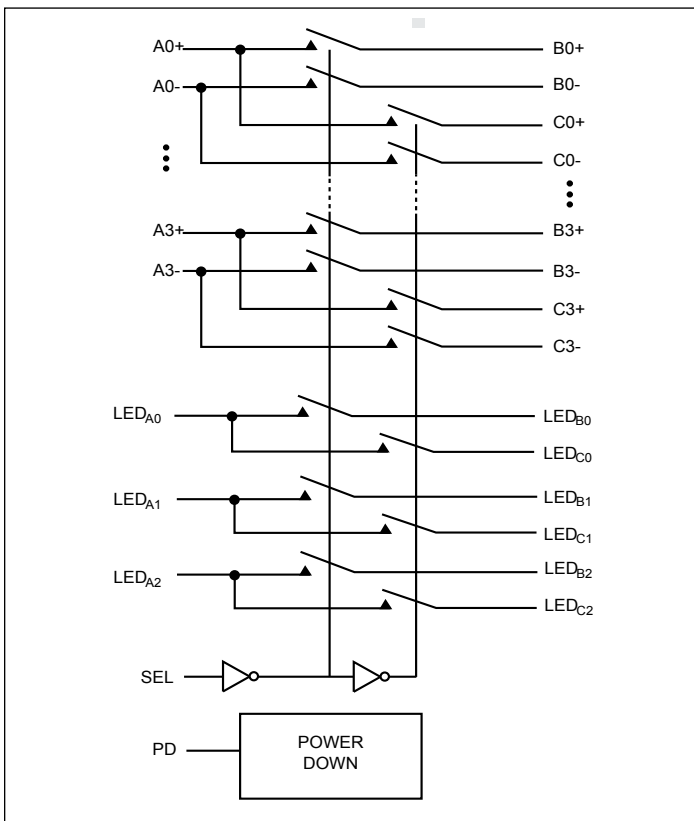 A0+ B0+
A0- B0-
C0+
C0-
A3+ B3+
A3- B3-
C3+
C3-
LEDA0 LEDB0
LEDC0
LEDA1 LEDB1
LEDC1
LEDA2 LEDB2
LEDC2
SEL
PD POWER
DOWN